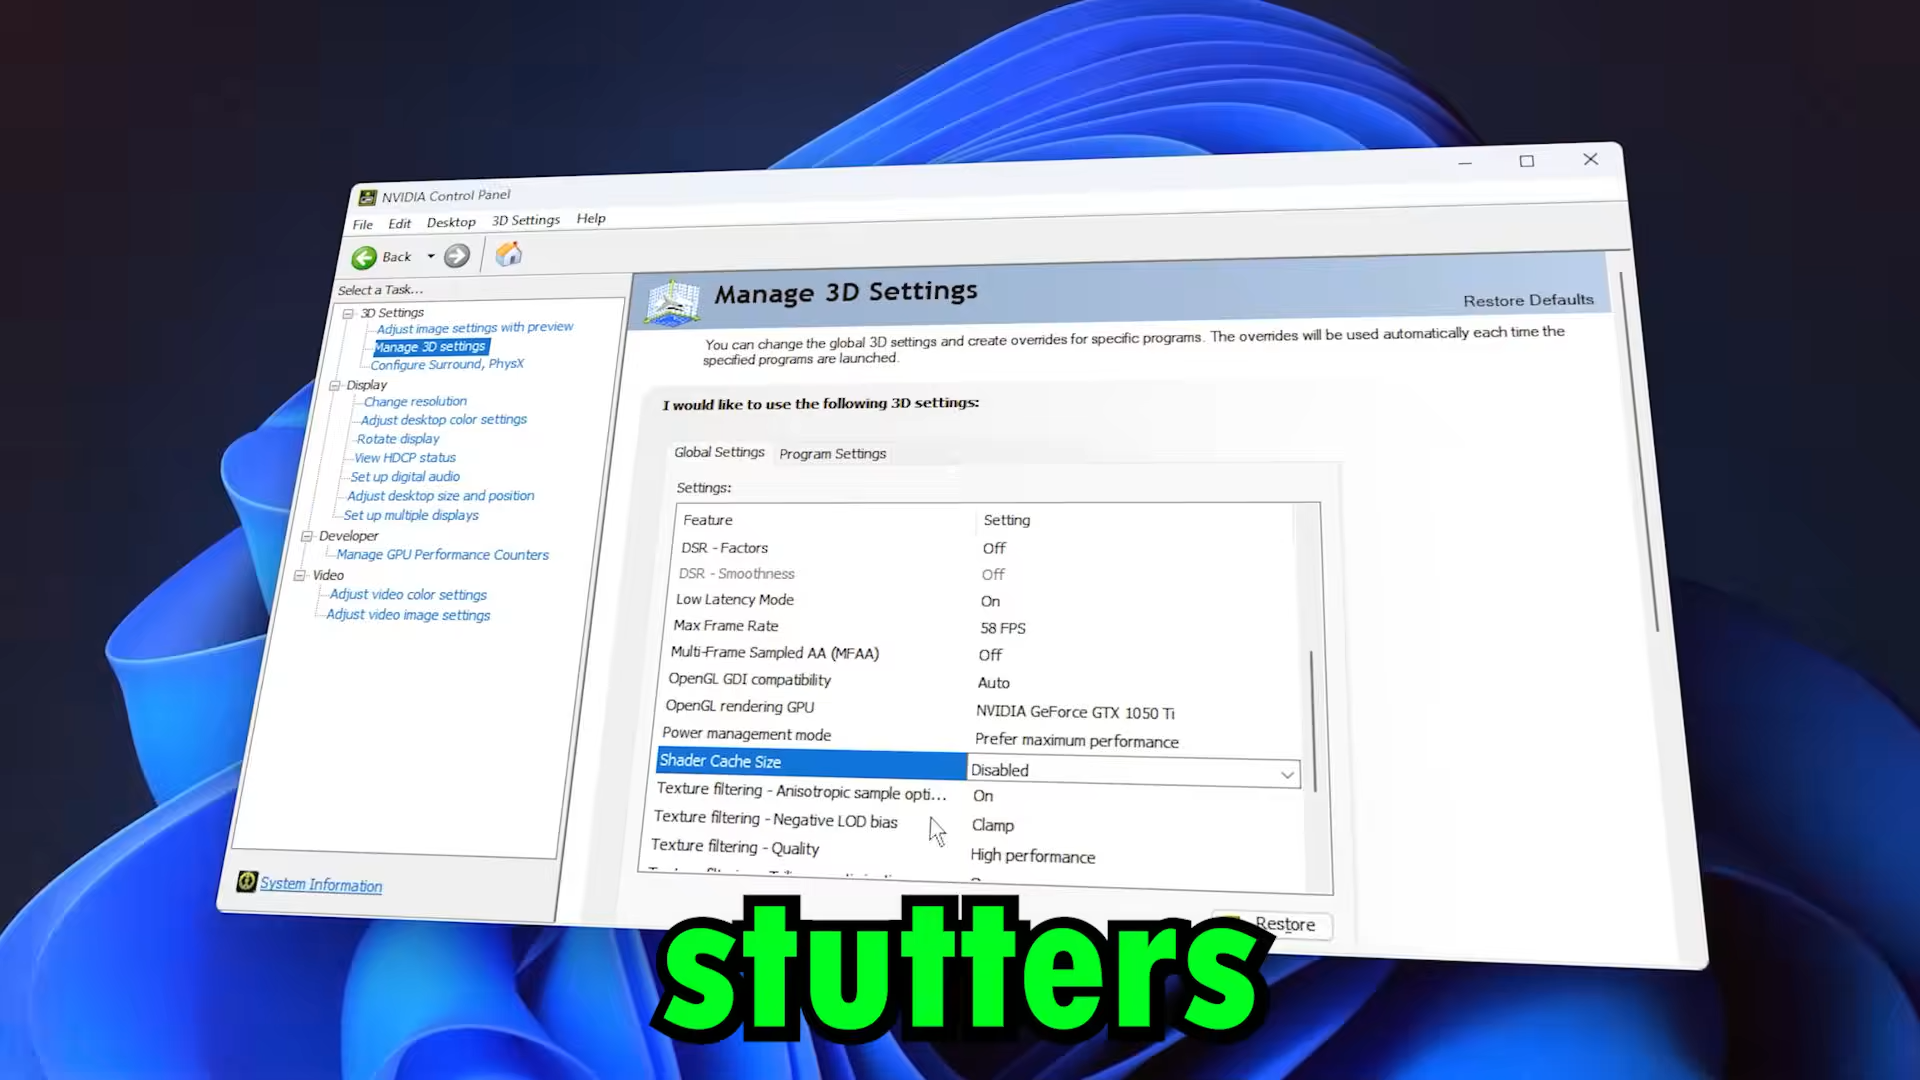 NVIDIA Control Panel
File Edit Desktop 3D Settings Help
Back
Select a Task...
3D Settings
Adjust image settings with preview
Manage 3D settings
Configure Surround, PhysX
Display
Change resolution
Adjust desktop color settings
Rotate display
View HDCP status
Set up digital audio
Adjust desktop size and position
Set up multiple displays
Developer
Manage GPU Performance Counters
Video
Adjust video color settings
Adjust video image settings
System Information
Manage 3D Settings
Restore Defaults
You can change the global 3D settings and create overrides for specific programs. The overrides will be used automatically each time the
specified programs are launched.
I would like to use the following 3D settings:
Global Settings Program Settings
Settings:
Feature Setting
DSR - Factors Off
DSR - Smoothness Off
Low Latency Mode On
Max Frame Rate 58 FPS
Multi-Frame Sampled AA (MFAA) Off
OpenGL GDI compatibility Auto
OpenGL rendering GPU NVIDIA GeForce GTX 1050 Ti
Power management mode Prefer maximum performance
Shader Cache Size Disabled
Texture filtering - Anisotropic sample opti... On
Texture filtering - Negative LOD bias Clamp
Texture filtering - Quality High performance
Restore
stutters